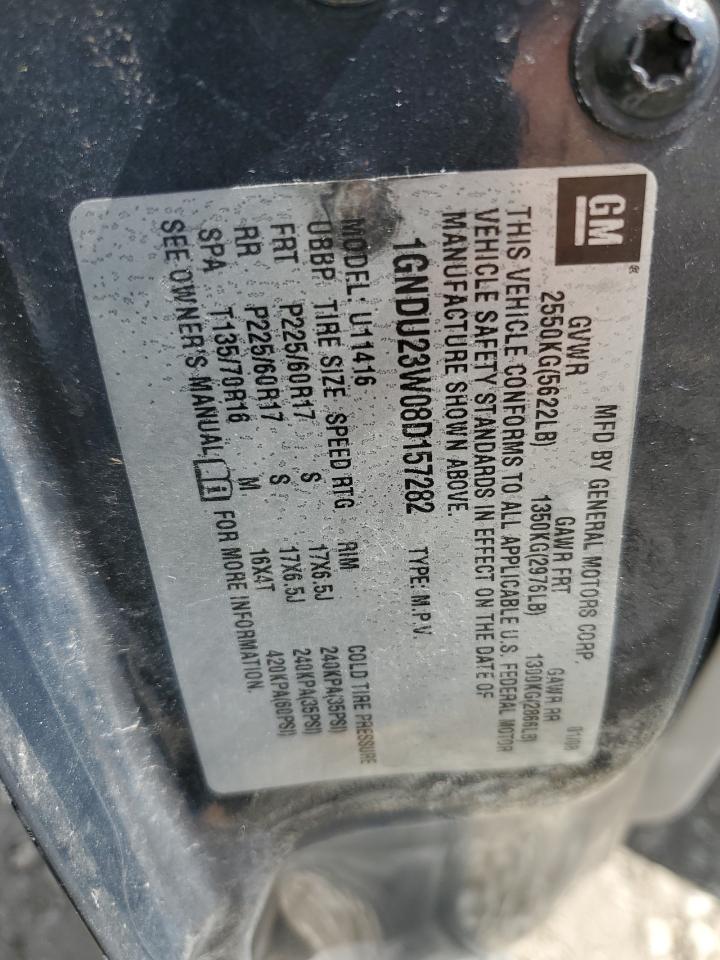 GM
MFD BY GENERAL MOTORS CORP. 01/08
GVWR GAWR FRT GAWR RR
2550KG(5622LB) 1350KG(2976LB) 1300KG(2866LB)
THIS VEHICLE CONFORMS TO ALL APPLICABLE U.S. FEDERAL MOTOR
VEHICLE SAFETY STANDARDS IN EFFECT ON THE DATE OF
MANUFACTURE SHOWN ABOVE.
1GNDU23W08D157282 TYPE: M.P.V.
MODEL: U11416
UBBP TIRE SIZE SPEED RTG RIM COLD TIRE PRESSURE
FRT P225/60R17 S 17X6.5J 240KPA(35PSI)
RR P225/60R17 S 17X6.5J 240KPA(35PSI)
SPA T135/70R16 M 16X4T 420KPA(60PSI)
SEE OWNER'S MANUAL FOR MORE INFORMATION.